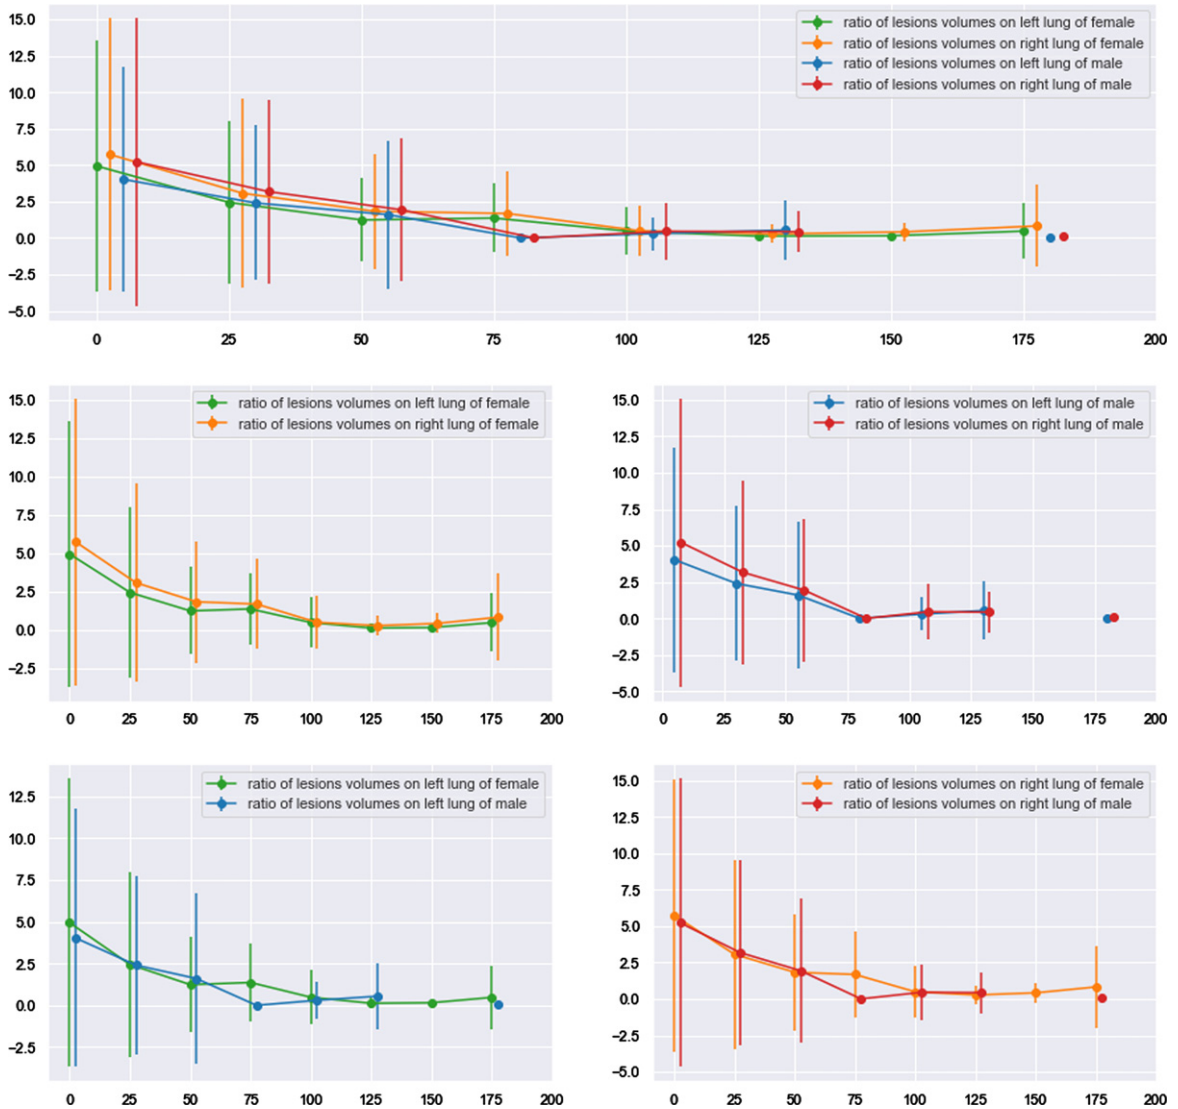 15.0
12.5
10.0
7.5
5.0
2.5
0.0
−2.5
−5.0
ratio of lesions volumes on left lung of female
ratio of lesions volumes on right lung of female
ratio of lesions volumes on left lung of male
ratio of lesions volumes on right lung of male
0 25 50 75 100 125 150 175 200
15.0
12.5
10.0
7.5
5.0
2.5
0.0
−2.5
ratio of lesions volumes on left lung of female
ratio of lesions volumes on right lung of female
0 25 50 75 100 125 150 175 200
15.0
12.5
10.0
7.5
5.0
2.5
0.0
−2.5
−5.0
ratio of lesions volumes on left lung of male
ratio of lesions volumes on right lung of male
0 25 50 75 100 125 150 175 200
12.5
10.0
7.5
5.0
2.5
0.0
−2.5
ratio of lesions volumes on left lung of female
ratio of lesions volumes on left lung of male
0 25 50 75 100 125 150 175 200
15.0
12.5
10.0
7.5
5.0
2.5
0.0
−2.5
−5.0
ratio of lesions volumes on right lung of female
ratio of lesions volumes on right lung of male
0 25 50 75 100 125 150 175 200